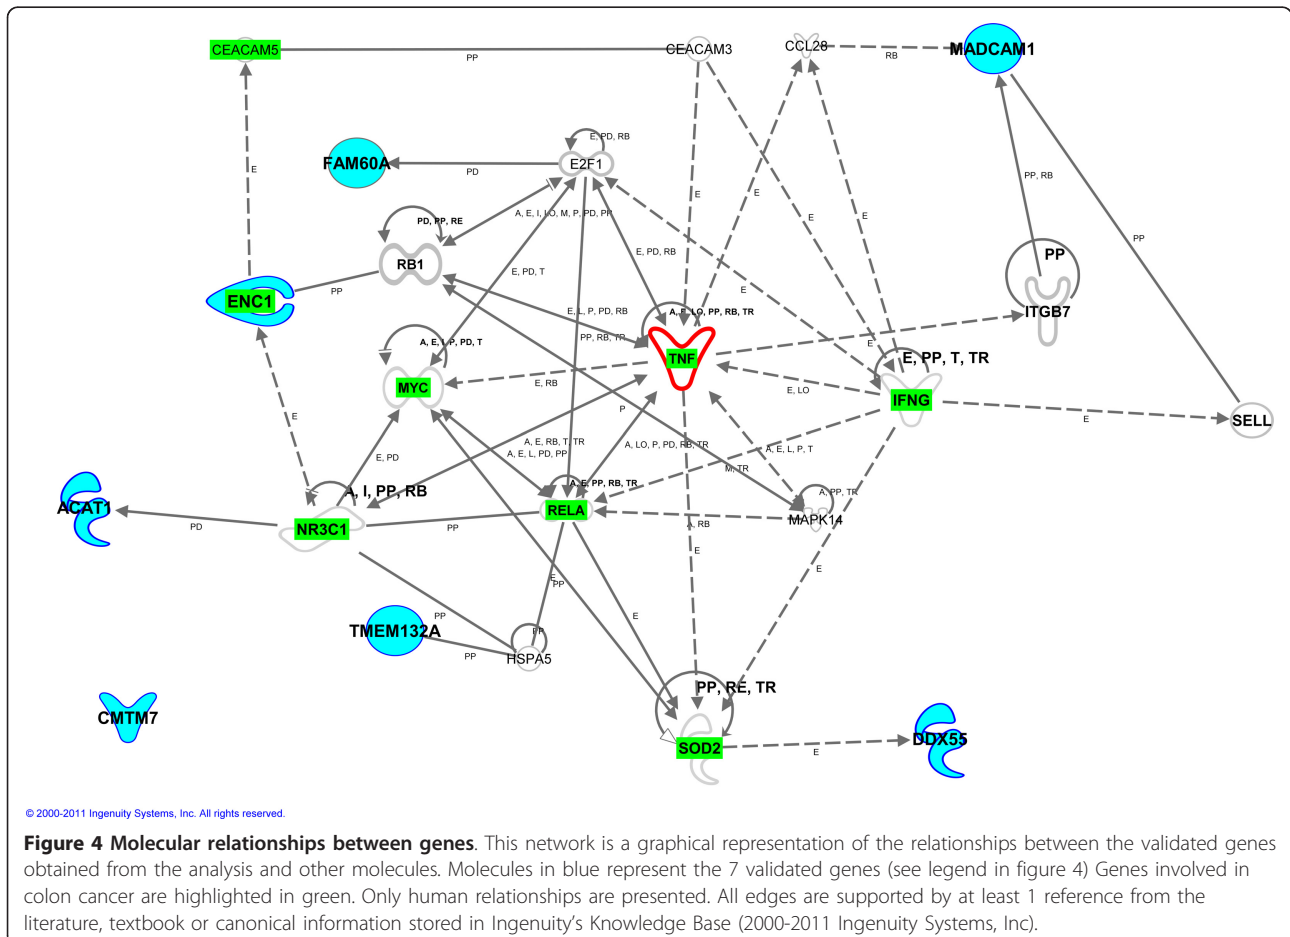 CEACAM5
PP
CEACAM3
CCL28
RB
MADCAM1
E, PD, RB
E2F1
FAM60A
PD
E
PP, RB
E
E
E
PP
PD, PP, RE
A, E, I, LO, M, P, PD, PP
RB1
E, PD, RB
E, PD, T
E
PP
ENC1
PP
ITGB7
E, L, P, PD, RB
A, E, LO, PP, RB, TR
PP, RB, TR
A, E, I, P, PD, T
E
E, PP, T, TR
TNF
MYC
E, RB
E, LO
IFNG
E
P
E
SELL
A, E, RB, T, TR
A, LO, P, PD, RB, TR
A, E, L, PD, PP
A, E, L, P, T
E, PD
M, TR
A, I, PP, RB
A, E, PP, RB, TR
A, PP, TR
ACAT1
RELA
MAPK14
PD
NR3C1
PP
A, RB
E
E
E
PP
PP
E
TMEM132A
PP
PP
HSPA5
PP, RE, TR
CMTM7
SOD2
E
DDX55
© 2000-2011 Ingenuity Systems, Inc. All rights reserved.
Figure 4 Molecular relationships between genes. This network is a graphical representation of the relationships between the validated genes
obtained from the analysis and other molecules. Molecules in blue represent the 7 validated genes (see legend in figure 4) Genes involved in
colon cancer are highlighted in green. Only human relationships are presented. All edges are supported by at least 1 reference from the
literature, textbook or canonical information stored in Ingenuity's Knowledge Base (2000-2011 Ingenuity Systems, Inc).